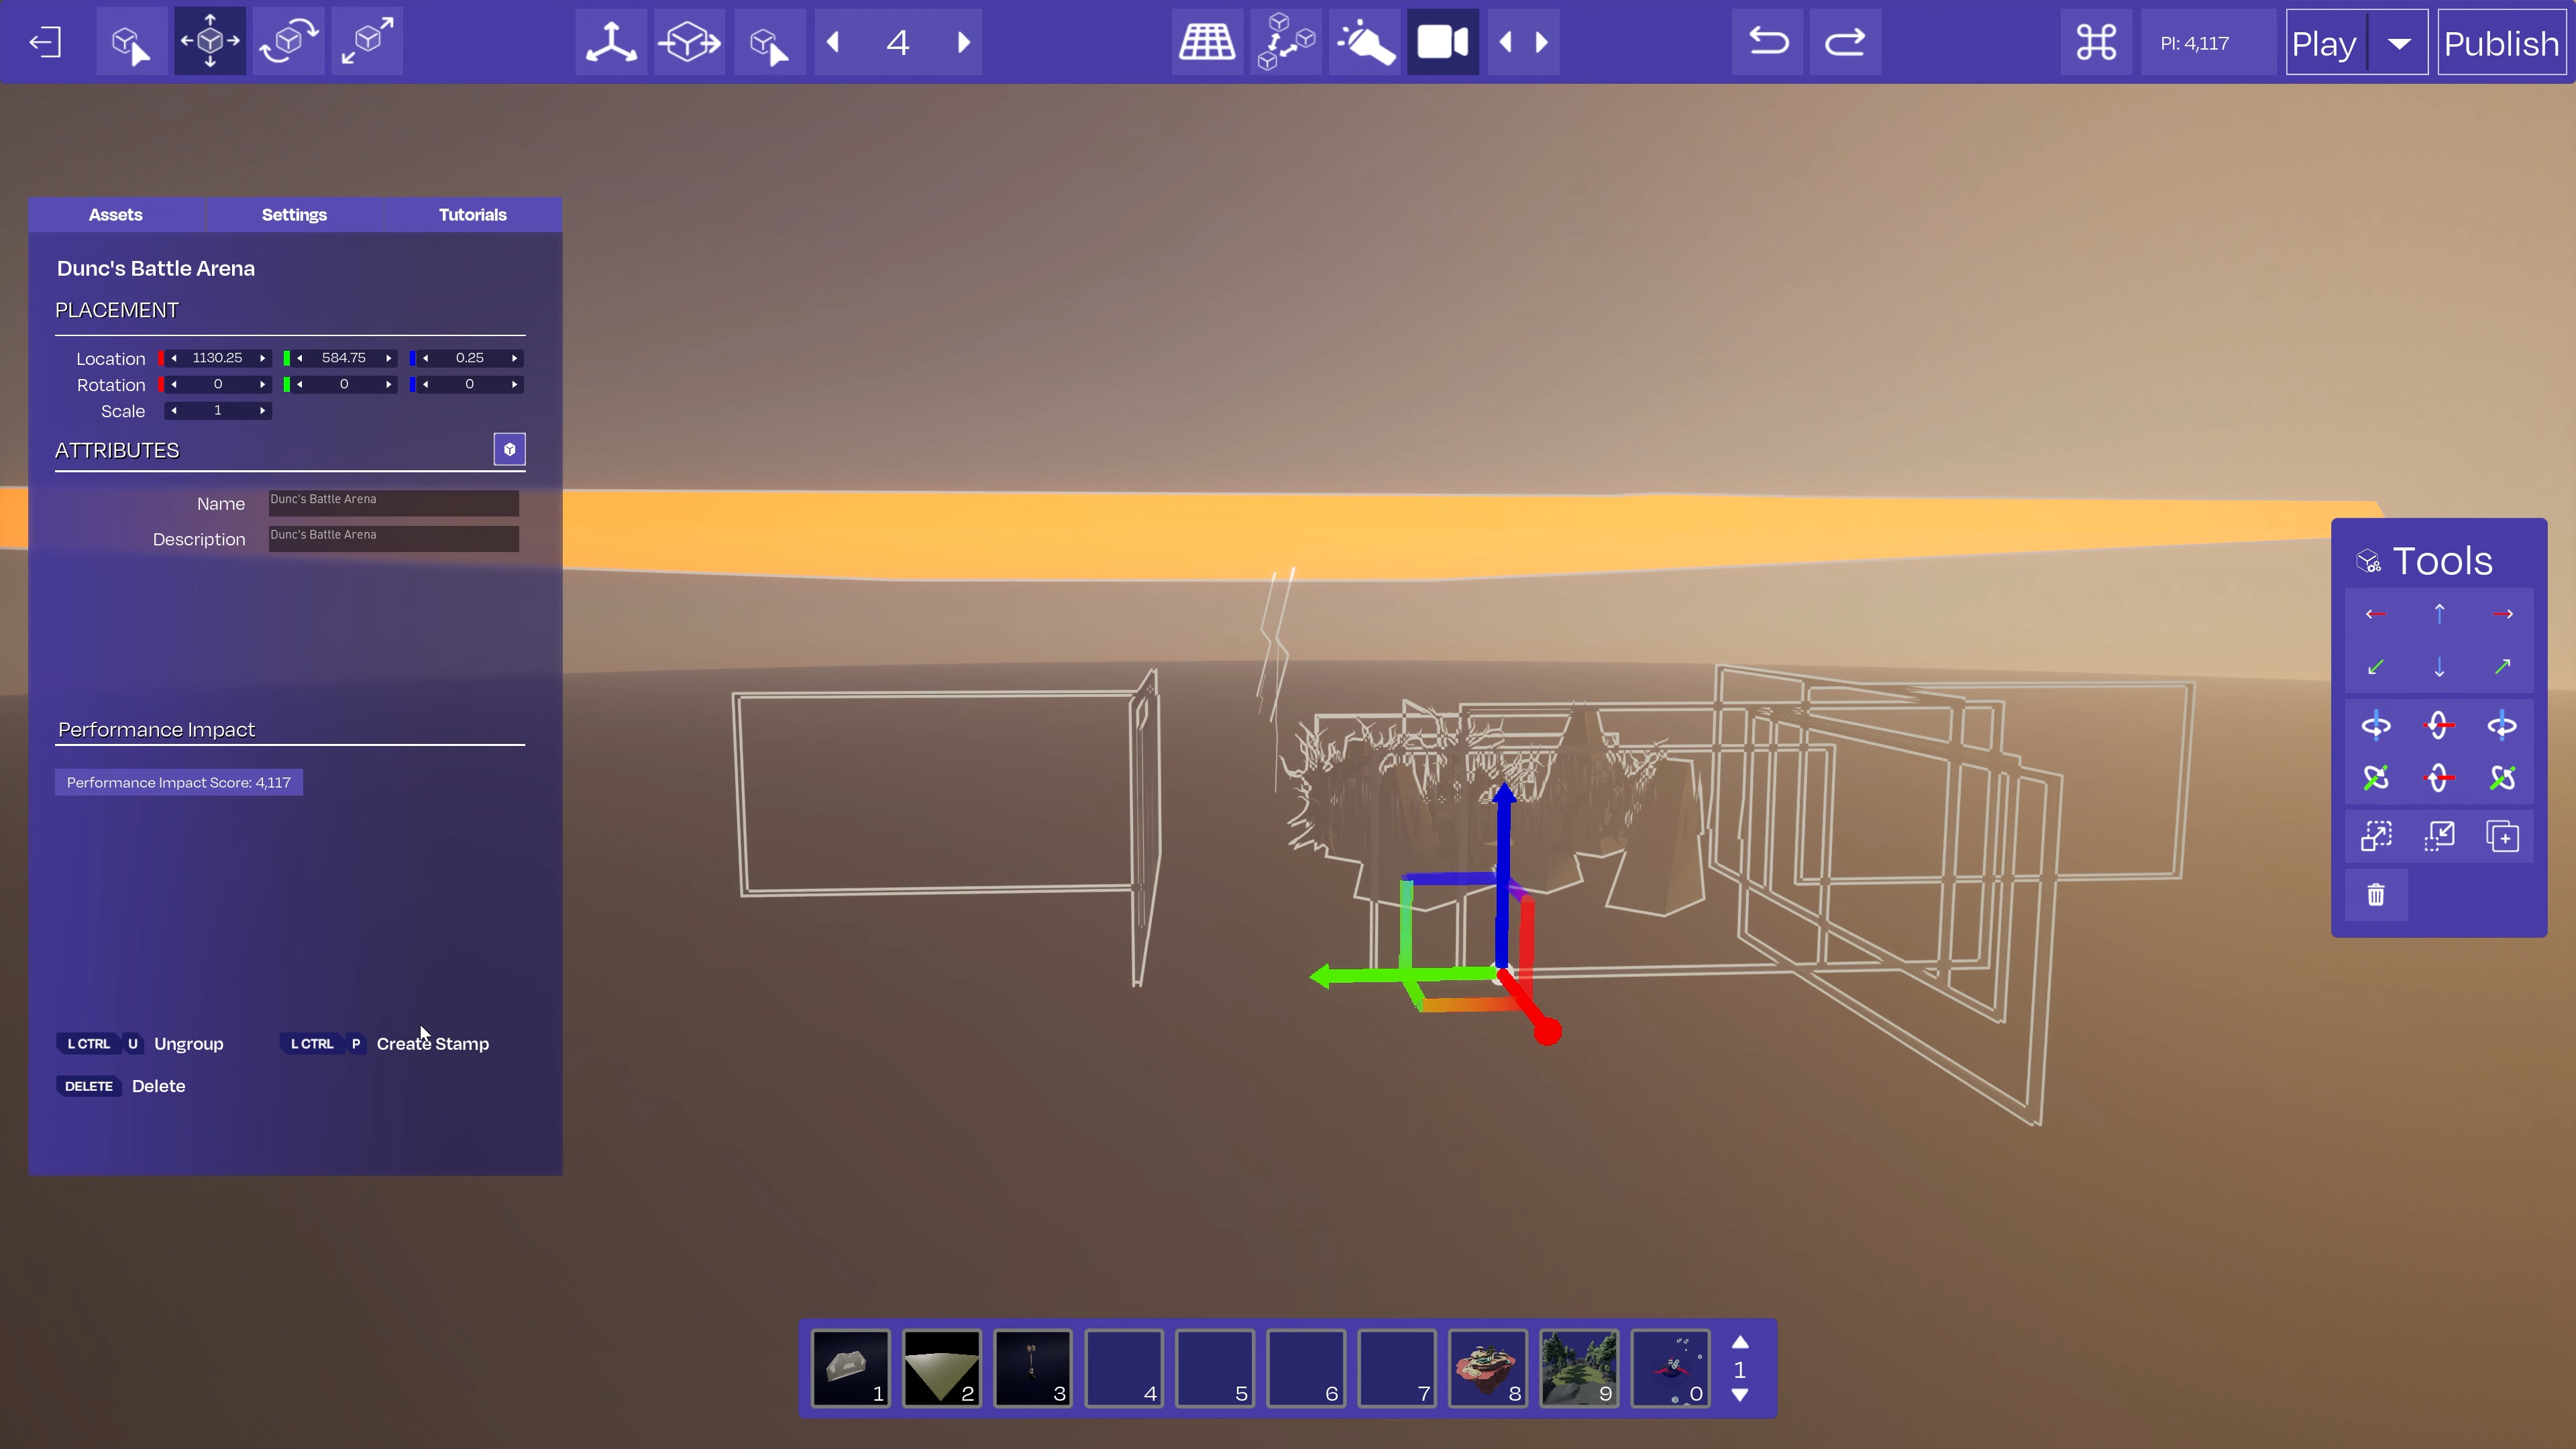 4
PI: 4,117
Play
Publish
Assets
Settings
Tutorials
Dunc's Battle Arena
PLACEMENT
Location 1130.25 584.75 0.25
Rotation 0 0 0
Scale 1
ATTRIBUTES
Name Dunc's Battle Arena
Description Dunc's Battle Arena
Performance Impact
Performance Impact Score: 4,117
L CTRL U Ungroup
L CTRL P Create Stamp
DELETE Delete
Tools
1 2 3 4 5 6 7 8 9 0
1